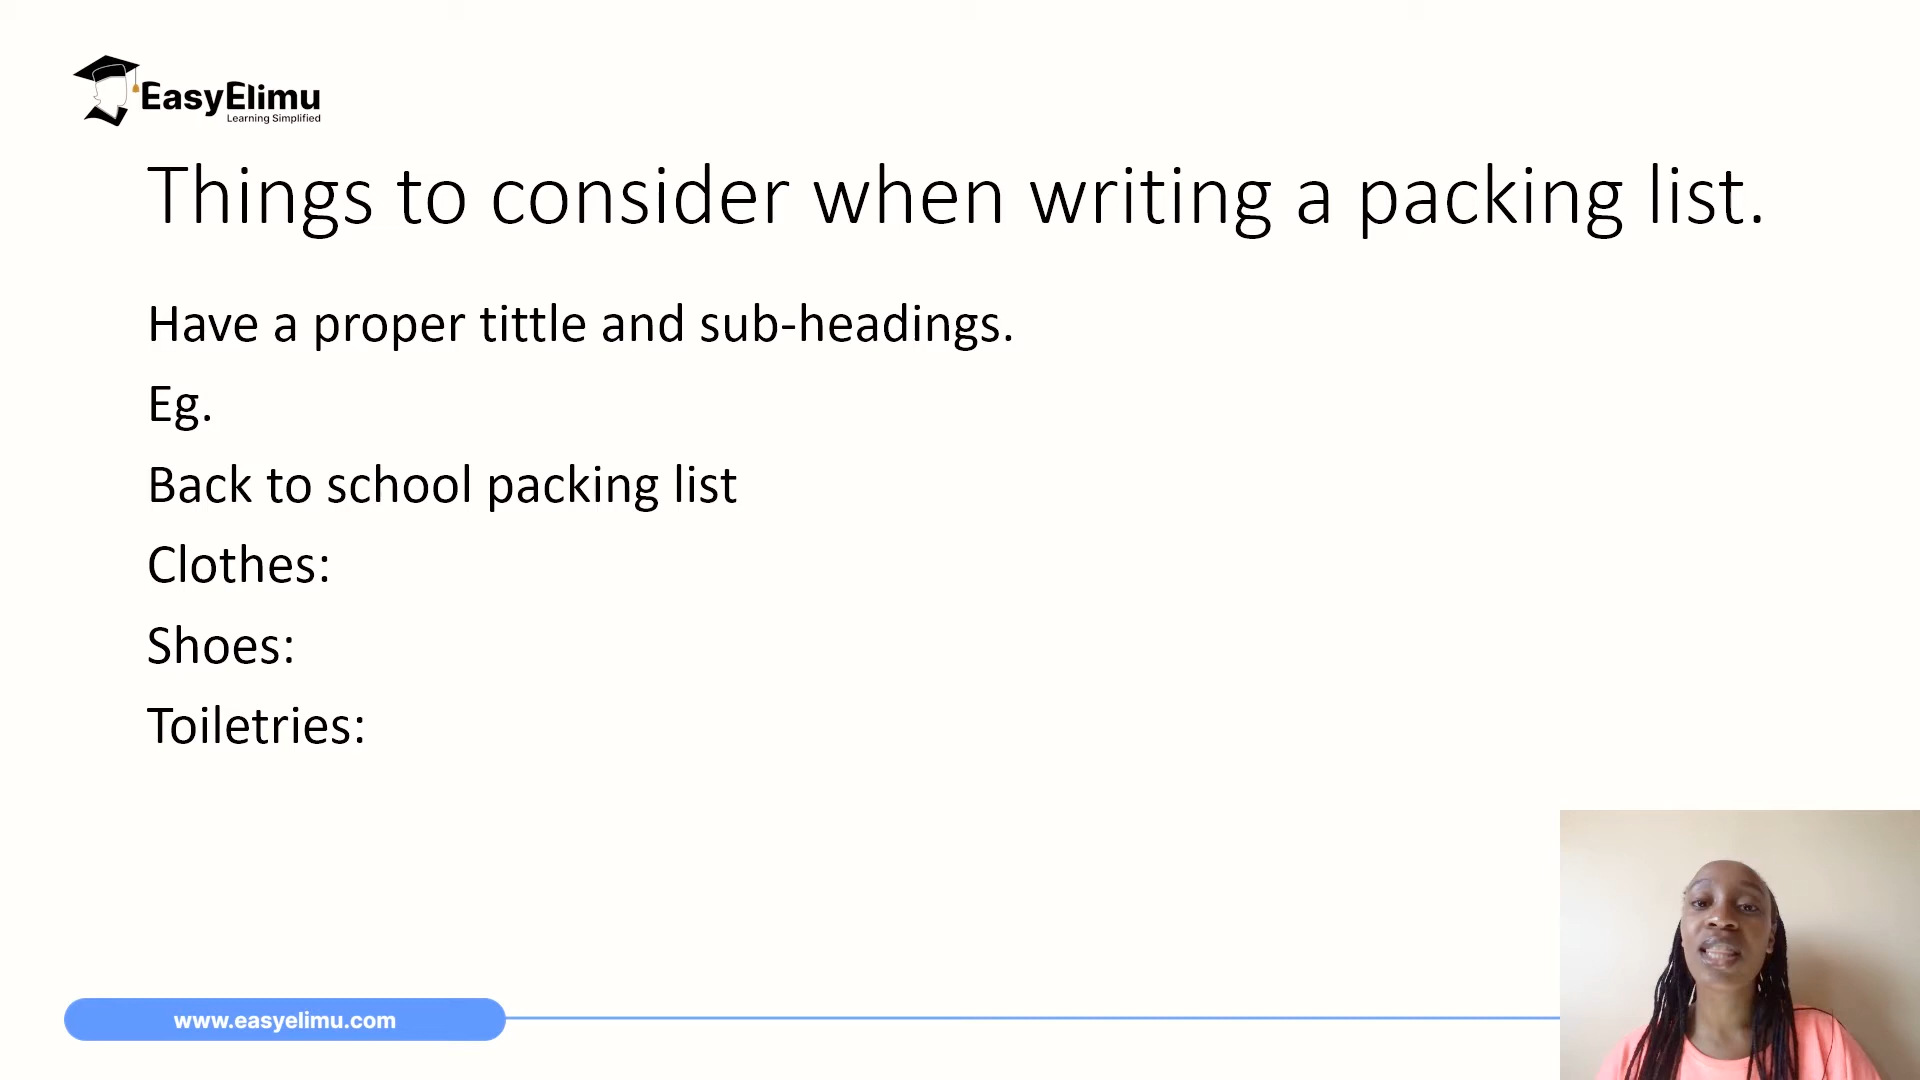 EasyElimu
Learning Simplified
Things to consider when writing a packing list.
Have a proper tittle and sub-headings.
Eg.
Back to school packing list
Clothes:
Shoes:
Toiletries:
www.easyelimu.com